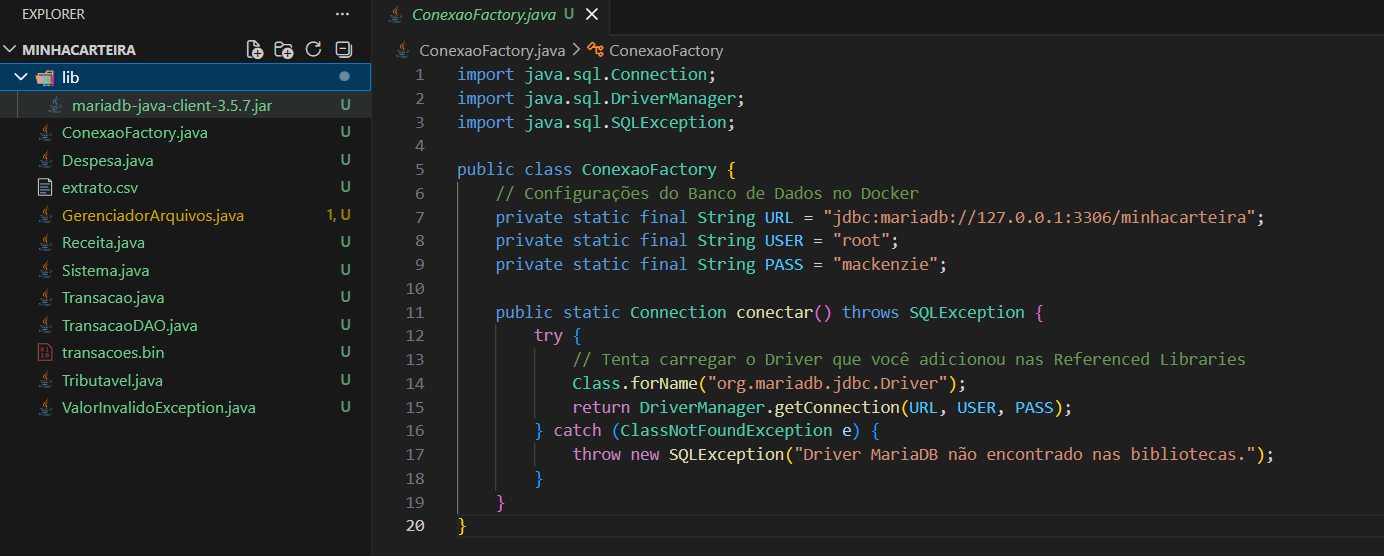 EXPLORER
MINHACARTEIRA
lib
mariadb-java-client-3.5.7.jar U
ConexaoFactory.java U
Despesa.java U
extrato.csv U
GerenciadorArquivos.java 1, U
Receita.java U
Sistema.java U
Transacao.java U
TransacaoDAO.java U
transacoes.bin U
Tributavel.java U
ValorInvalidoException.java U
ConexaoFactory.java U
ConexaoFactory.java > ConexaoFactory
1 import java.sql.Connection;
2 import java.sql.DriverManager;
3 import java.sql.SQLException;
4
5 public class ConexaoFactory {
6 // Configurações do Banco de Dados no Docker
7 private static final String URL = "jdbc:mariadb://127.0.0.1:3306/minhacarteira";
8 private static final String USER = "root";
9 private static final String PASS = "mackenzie";
10
11 public static Connection conectar() throws SQLException {
12 try {
13 // Tenta carregar o Driver que você adicionou nas Referenced Libraries
14 Class.forName("org.mariadb.jdbc.Driver");
15 return DriverManager.getConnection(URL, USER, PASS);
16 } catch (ClassNotFoundException e) {
17 throw new SQLException("Driver MariaDB não encontrado nas bibliotecas.");
18 }
19 }
20 }